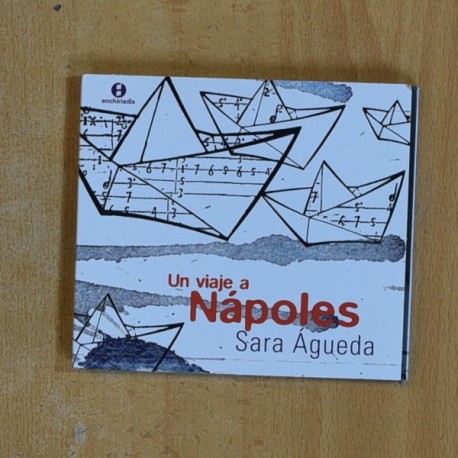 enchiriadis
Un viaje a
Nápoles
Sara Águeda